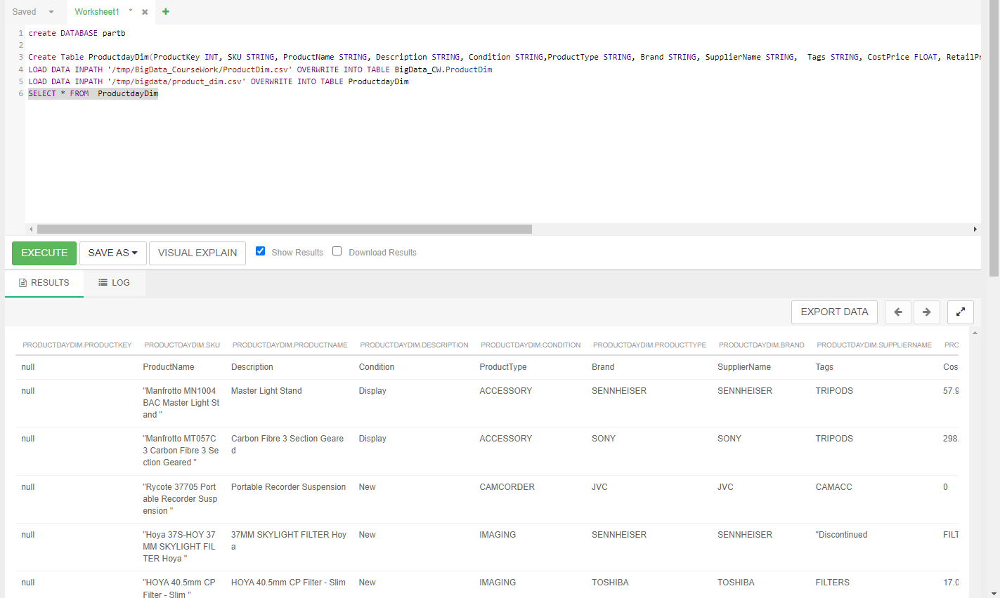 Saved
Worksheet1 *
1 create DATABASE partb
2
3 Create Table ProductdayDim(ProductKey INT, SKU STRING, ProductName STRING, Description STRING, Condition STRING,ProductType STRING, Brand STRING, SupplierName STRING,  Tags STRING, CostPrice FLOAT, RetailPr
4 LOAD DATA INPATH '/tmp/BigData_CourseWork/ProductDim.csv' OVERWRITE INTO TABLE BigData_CW.ProductDim
5 LOAD DATA INPATH '/tmp/bigdata/product_dim.csv' OVERWRITE INTO TABLE ProductdayDim
6 SELECT * FROM  ProductdayDim
EXECUTE SAVE AS VISUAL EXPLAIN Show Results Download Results
RESULTS LOG
EXPORT DATA
PRODUCTDAYDIM.PRODUCTKEY PRODUCTDAYDIM.SKU PRODUCTDAYDIM.PRODUCTNAME PRODUCTDAYDIM.DESCRIPTION PRODUCTDAYDIM.CONDITION PRODUCTDAYDIM.PRODUCTTYPE PRODUCTDAYDIM.BRAND PRODUCTDAYDIM.SUPPLIERNAME PROD
null ProductName Description Condition ProductType Brand SupplierName Tags Cos
null "Manfrotto MN1004 Master Light Stand Display ACCESSORY SENNHEISER SENNHEISER TRIPODS 57.9
BAC Master Light St
and "
null "Manfrotto MT057C Carbon Fibre 3 Section Geare Display ACCESSORY SONY SONY TRIPODS 298.
3 Carbon Fibre 3 Se d
ction Geared "
null "Rycote 37705 Port Portable Recorder Suspension New CAMCORDER JVC JVC CAMACC 0
able Recorder Susp
ension "
null "Hoya 37S-HOY 37 37MM SKYLIGHT FILTER Hoy New IMAGING SENNHEISER SENNHEISER "Discontinued FILT
MM SKYLIGHT FIL a
TER Hoya "
null "HOYA 40.5mm CP HOYA 40.5mm CP Filter - Slim New IMAGING TOSHIBA TOSHIBA FILTERS 17.0
Filter - Slim "